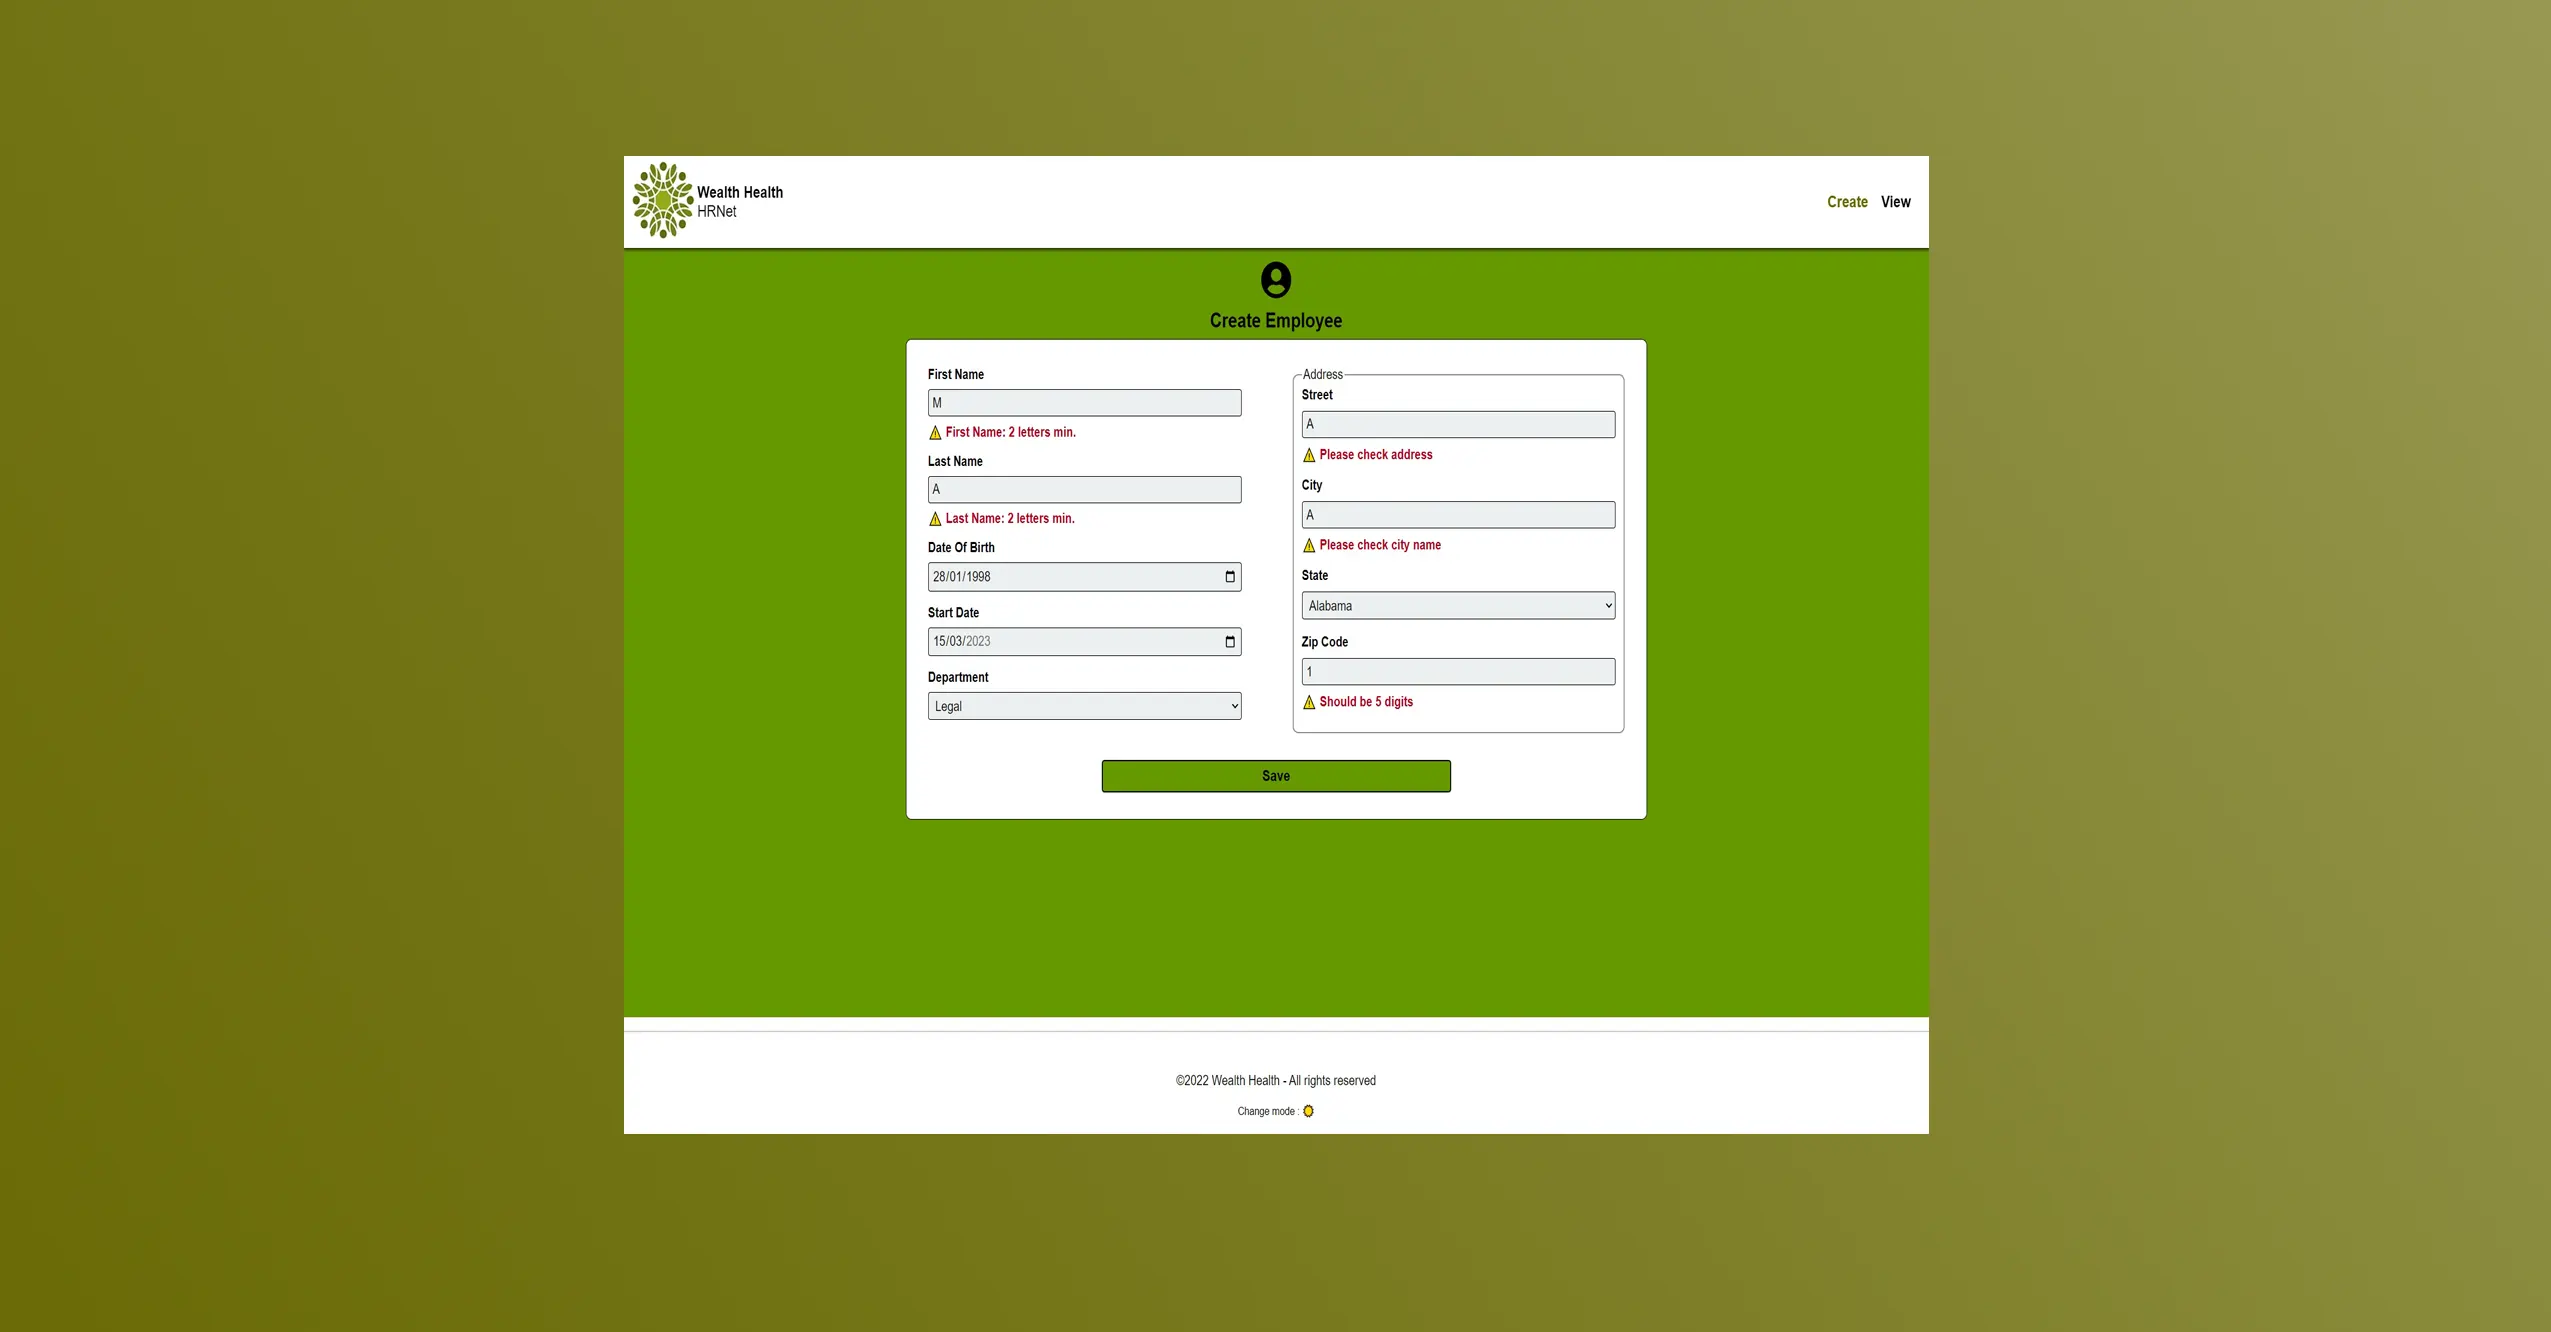 Wealth Health
HRNet
Create View
Create Employee
First Name
M
First Name: 2 letters min.
Last Name
A
Last Name: 2 letters min.
Date Of Birth
28/01/1998
Start Date
15/03/2023
Department
Legal
Address
Street
A
Please check address
City
A
Please check city name
State
Alabama
Zip Code
1
Should be 5 digits
Save
©2022 Wealth Health - All rights reserved
Change mode :